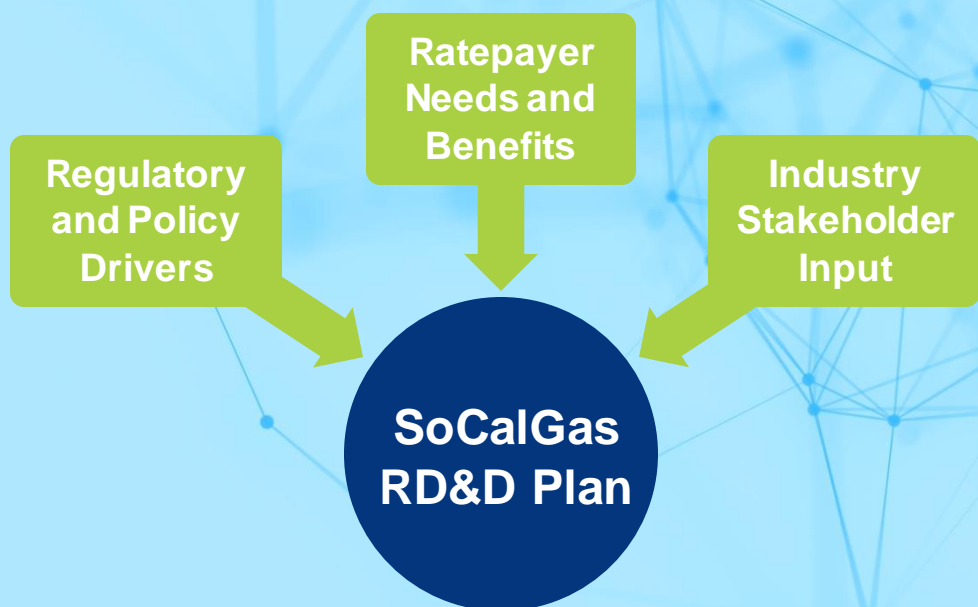 Ratepayer
Needs and
Benefits
Regulatory
and Policy
Drivers
Industry
Stakeholder
Input
SoCalGas
RD&D Plan